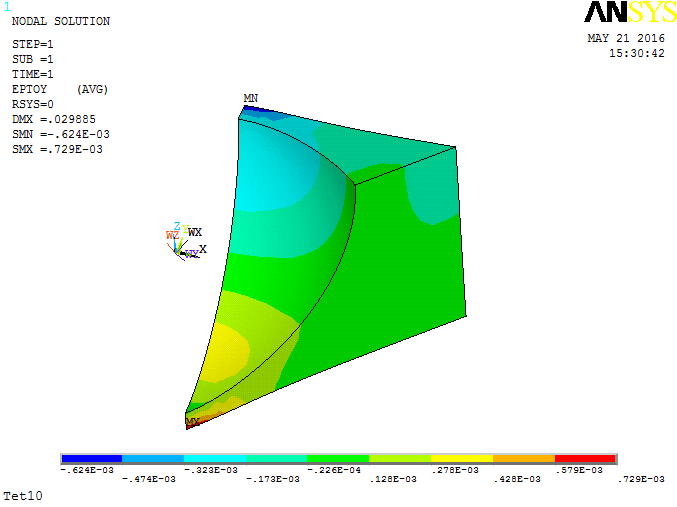 1
NODAL SOLUTION
STEP=1
SUB =1
TIME=1
EPTOY    (AVG)
RSYS=0
DMX =.029885
SMN =-.624E-03
SMX =.729E-03
ANSYS
MAY 21 2016
15:30:42
MN
Z Y
WZ WX
WY X
MX
-.624E-03 -.323E-03 -.226E-04 .278E-03 .579E-03
-.474E-03 -.173E-03 .128E-03 .428E-03 .729E-03
Tet10